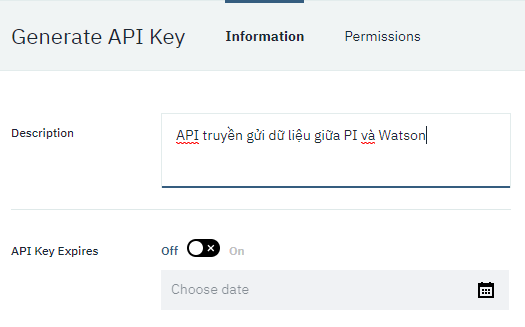 Generate API Key Information Permissions
Description API truyền gửi dữ liệu giữa PI và Watson
API Key Expires Off On
Choose date